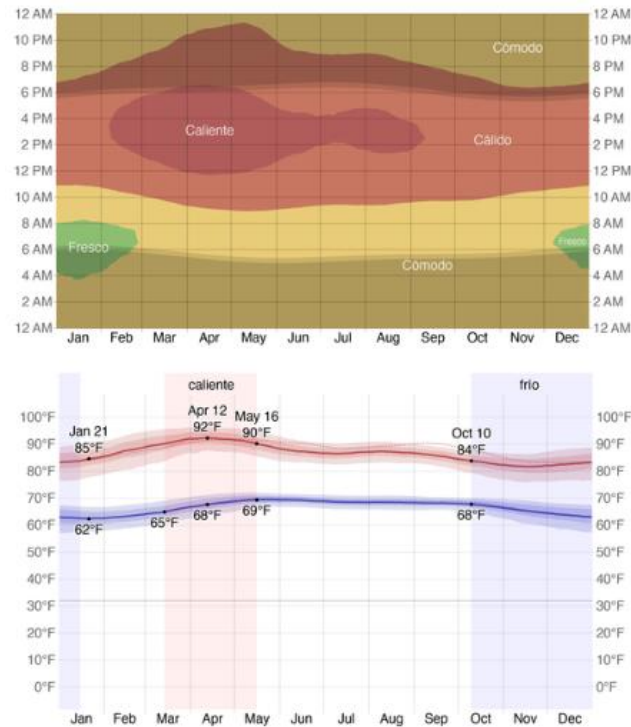 12 AM 12 AM
10 PM Cómodo 10 PM
8 PM 8 PM
6 PM 6 PM
4 PM Caliente 4 PM
2 PM Cálido 2 PM
12 PM 12 PM
10 AM 10 AM
8 AM 8 AM
6 AM Fresco Fresco 6 AM
4 AM Cómodo 4 AM
2 AM 2 AM
12 AM 12 AM
Jan Feb Mar Apr May Jun Jul Aug Sep Oct Nov Dec
caliente frío
100°F Apr 12 May 16 100°F
92°F 90°F
90°F Jan 21 Oct 10 90°F
85°F 84°F
80°F 80°F
70°F 70°F
60°F 62°F 65°F 68°F 69°F 68°F 60°F
50°F 50°F
40°F 40°F
30°F 30°F
20°F 20°F
10°F 10°F
0°F 0°F
Jan Feb Mar Apr May Jun Jul Aug Sep Oct Nov Dec